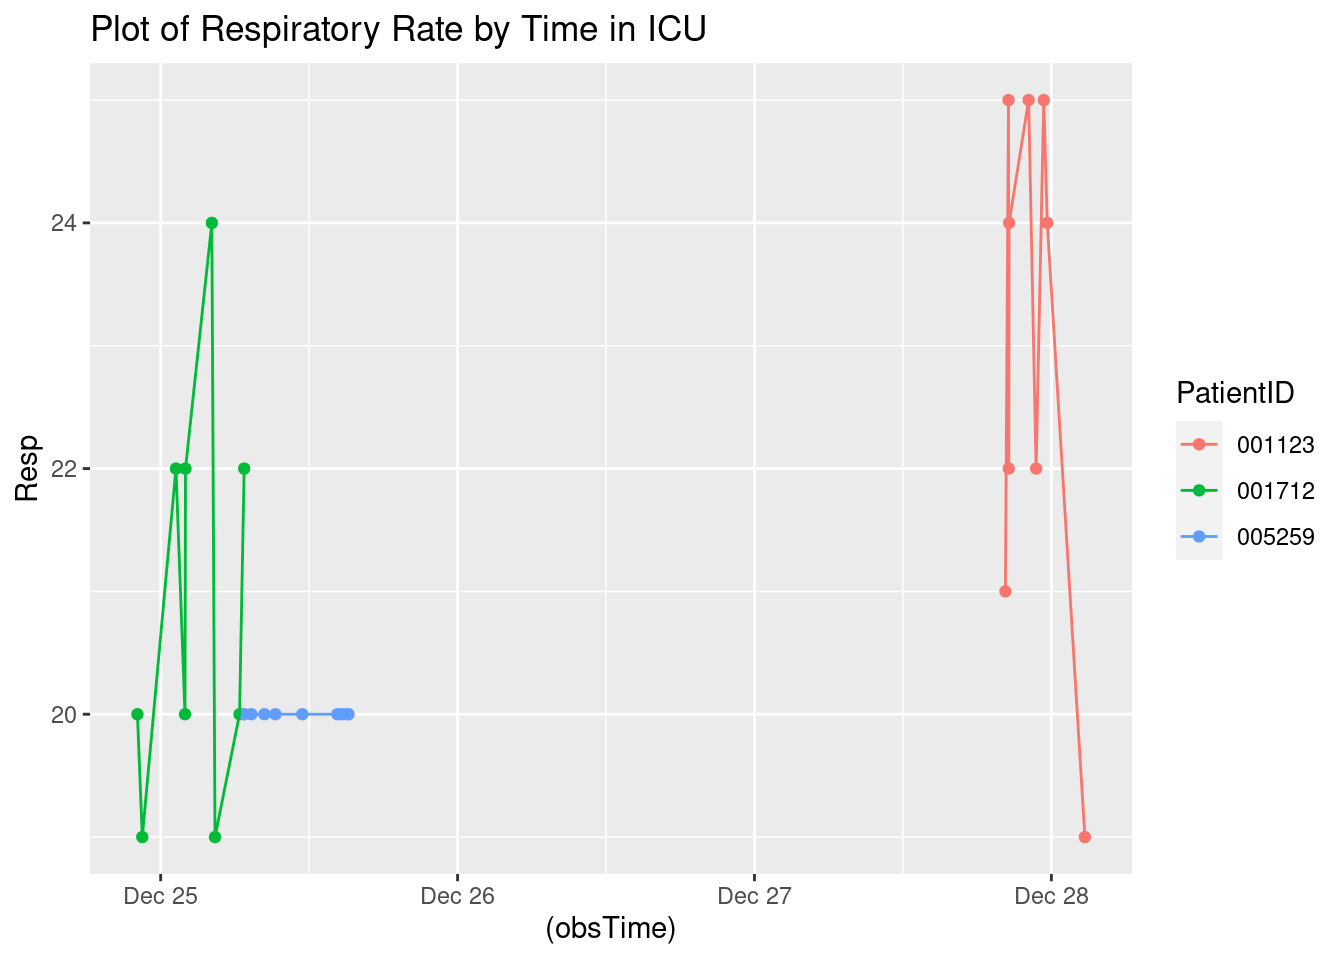 Plot of Respiratory Rate by Time in ICU
Resp
24
22
20
Dec 25
Dec 26
Dec 27
Dec 28
(obsTime)
PatientID
001123
001712
005259